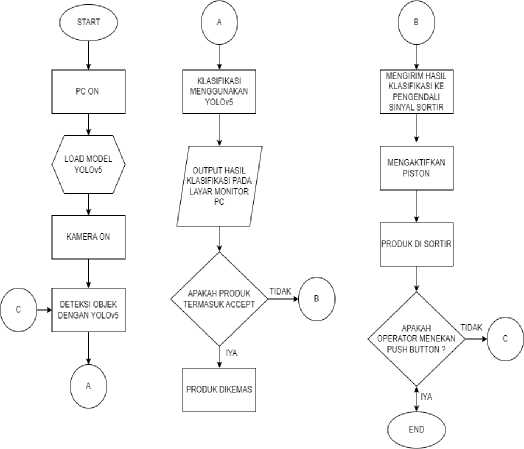 START
PC ON
LOAD MODEL
YOLOv5
KAMERA ON
C
DETEKSI OBJEK
DENGAN YOLOv5
A
A
KLASIFIKASI
MENGGUNAKAN
YOLOv5
OUTPUT HASIL
KLASIFIKASI PADA
LAYAR MONITOR
PC
APAKAH PRODUK
TERMASUK ACCEPT
TIDAK
B
IYA
PRODUK DIKEMAS
B
MENGIRIM HASIL
KLASIFIKASI KE
PENGENDALI
SINYAL SORTIR
MENGAKTIFKAN
PISTON
PRODUK DI SORTIR
APAKAH
OPERATOR MENEKAN
PUSH BUTTON ?
TIDAK
C
IYA
END